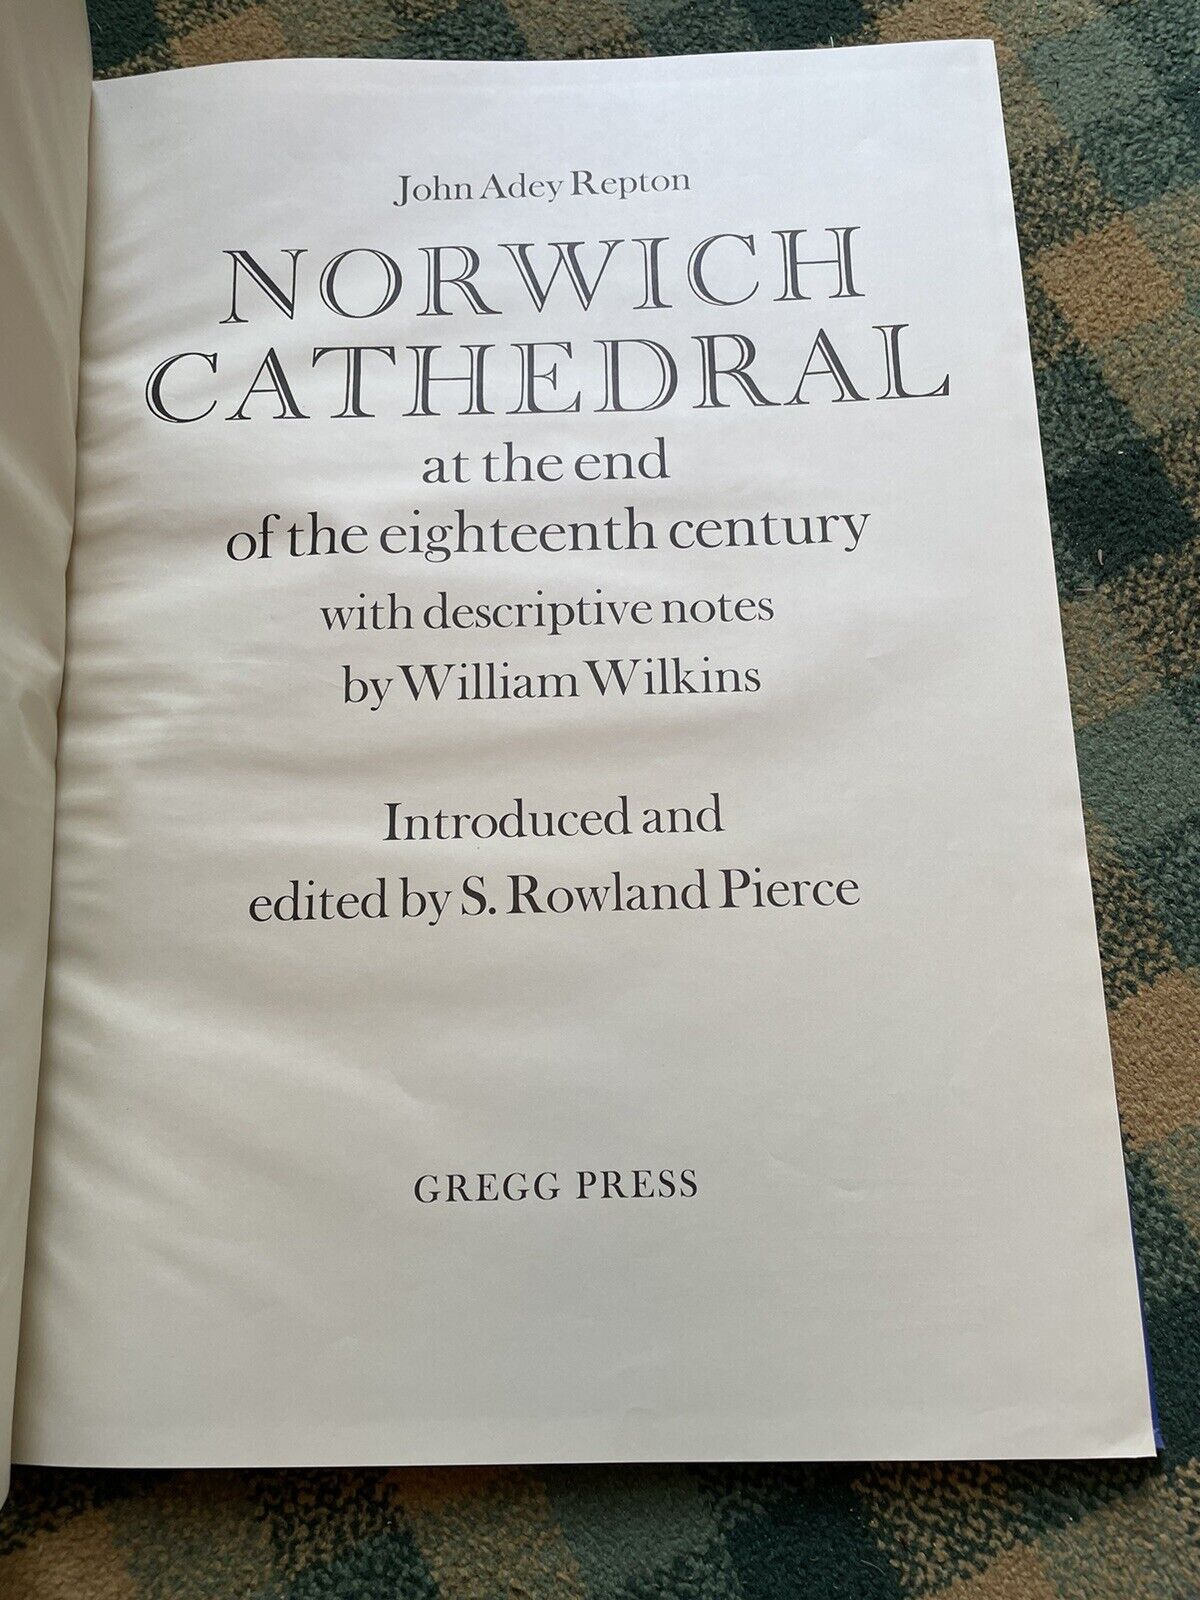 John Adey Repton
NORWICH
CATHEDRAL
at the end
of the eighteenth century
with descriptive notes
by William Wilkins
Introduced and
edited by S. Rowland Pierce
GREGG PRESS